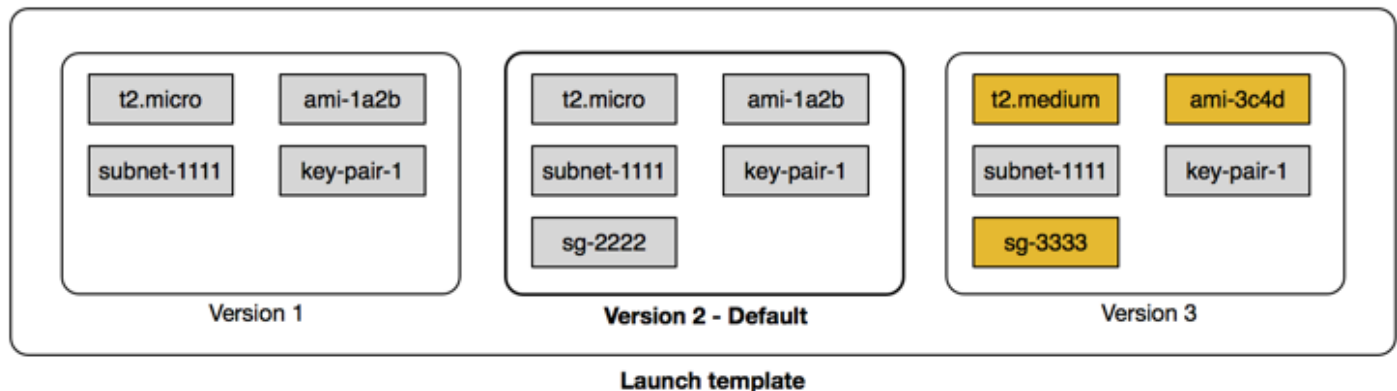 t2.micro ami-1a2b
subnet-1111 key-pair-1
Version 1
t2.micro ami-1a2b
subnet-1111 key-pair-1
sg-2222
Version 2 - Default
t2.medium ami-3c4d
subnet-1111 key-pair-1
sg-3333
Version 3
Launch template